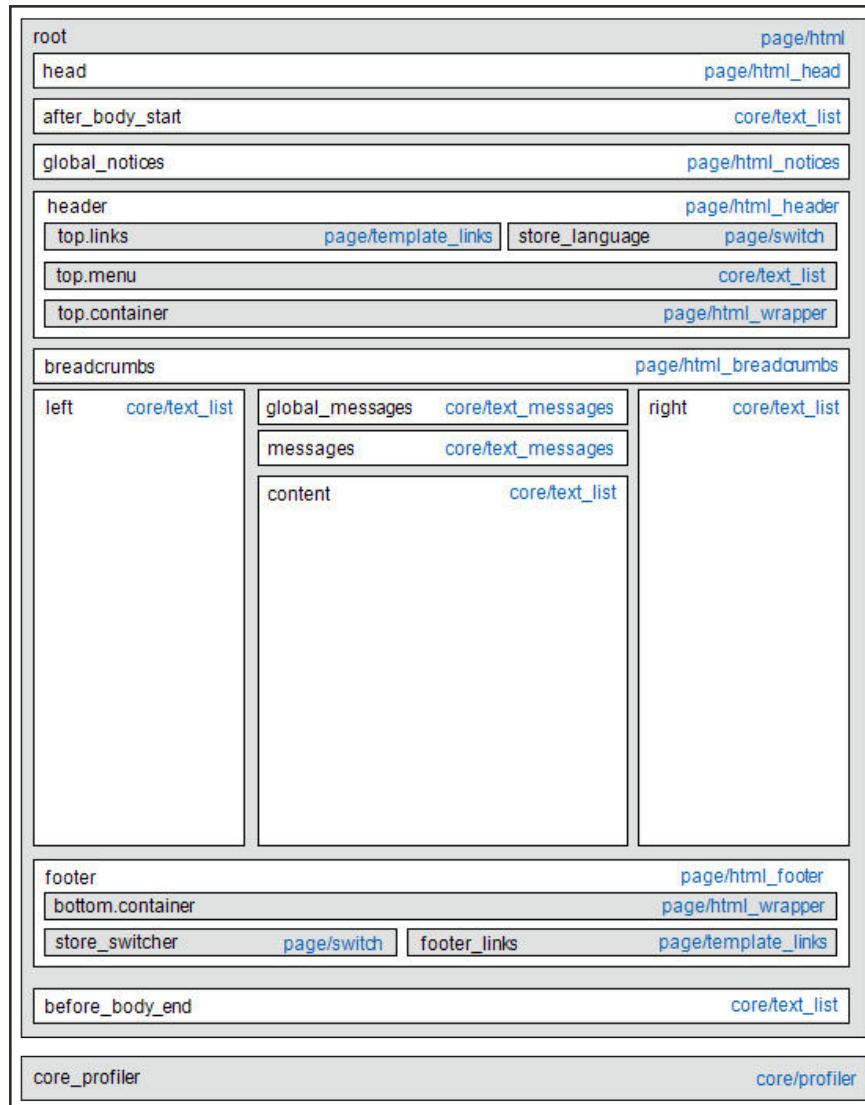 root page/html
head page/html_head
after_body_start core/text_list
global_notices page/html_notices
header page/html_header
top.links page/template_links store_language page/switch
top.menu core/text_list
top.container page/html_wrapper
breadcrumbs page/html_breadcrumbs
left core/text_list global_messages core/text_messages right core/text_list
messages core/text_messages
content core/text_list
footer page/html_footer
bottom.container page/html_wrapper
store_switcher page/switch footer_links page/template_links
before_body_end core/text_list
core_profiler core/profiler